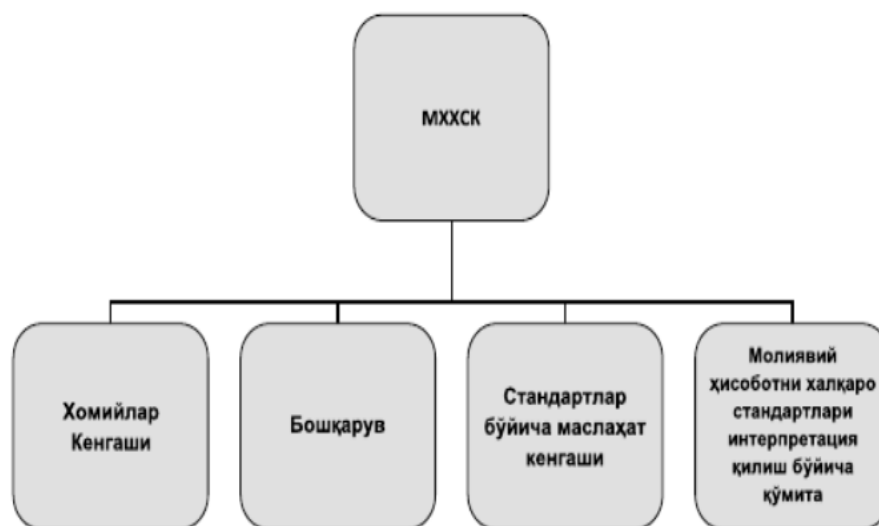 МХХСК
Хомийлар
Кенгаши
Бошқарув
Стандартлар
бўйича маслаҳат
кенгаши
Молиявий
ҳисоботни халқаро
стандартлари
интерпретация
қилиш бўйича
қўмита